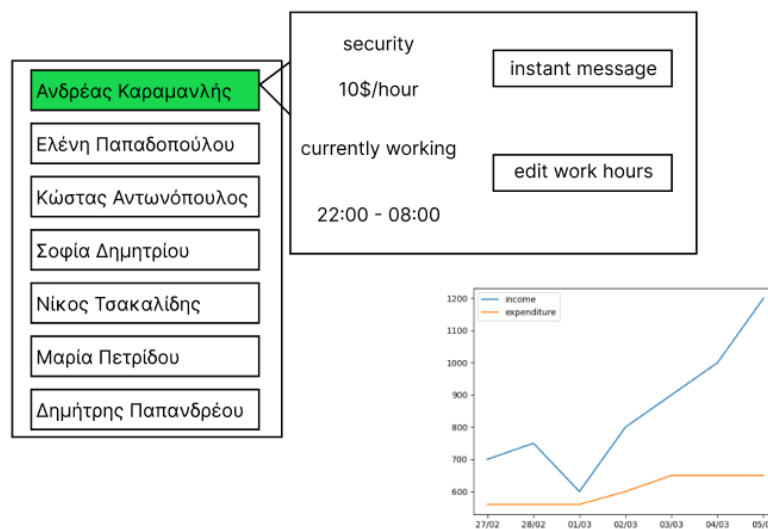 Ανδρέας Καραμανλής
Ελένη Παπαδοπούλου
Κώστας Αντωνόπουλος
Σοφία Δημητρίου
Νίκος Τσακαλίδης
Μαρία Πετρίδου
Δημήτρης Παπανδρέου
security
10$/hour
currently working
22:00 - 08:00
instant message
edit work hours
income
expenditure
1200
1100
1000
900
800
700
600
27/02 28/02 01/03 02/03 03/03 04/03